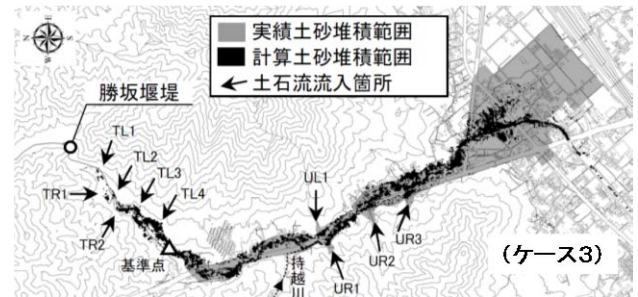 実績土砂堆積範囲
計算土砂堆積範囲
土石流流入箇所
勝坂堰堤
TL1
TL2
TL3
TL4
TR1
TR2
基準点
UL1
UR3
UR2
UR1
持越川
(ケース3)